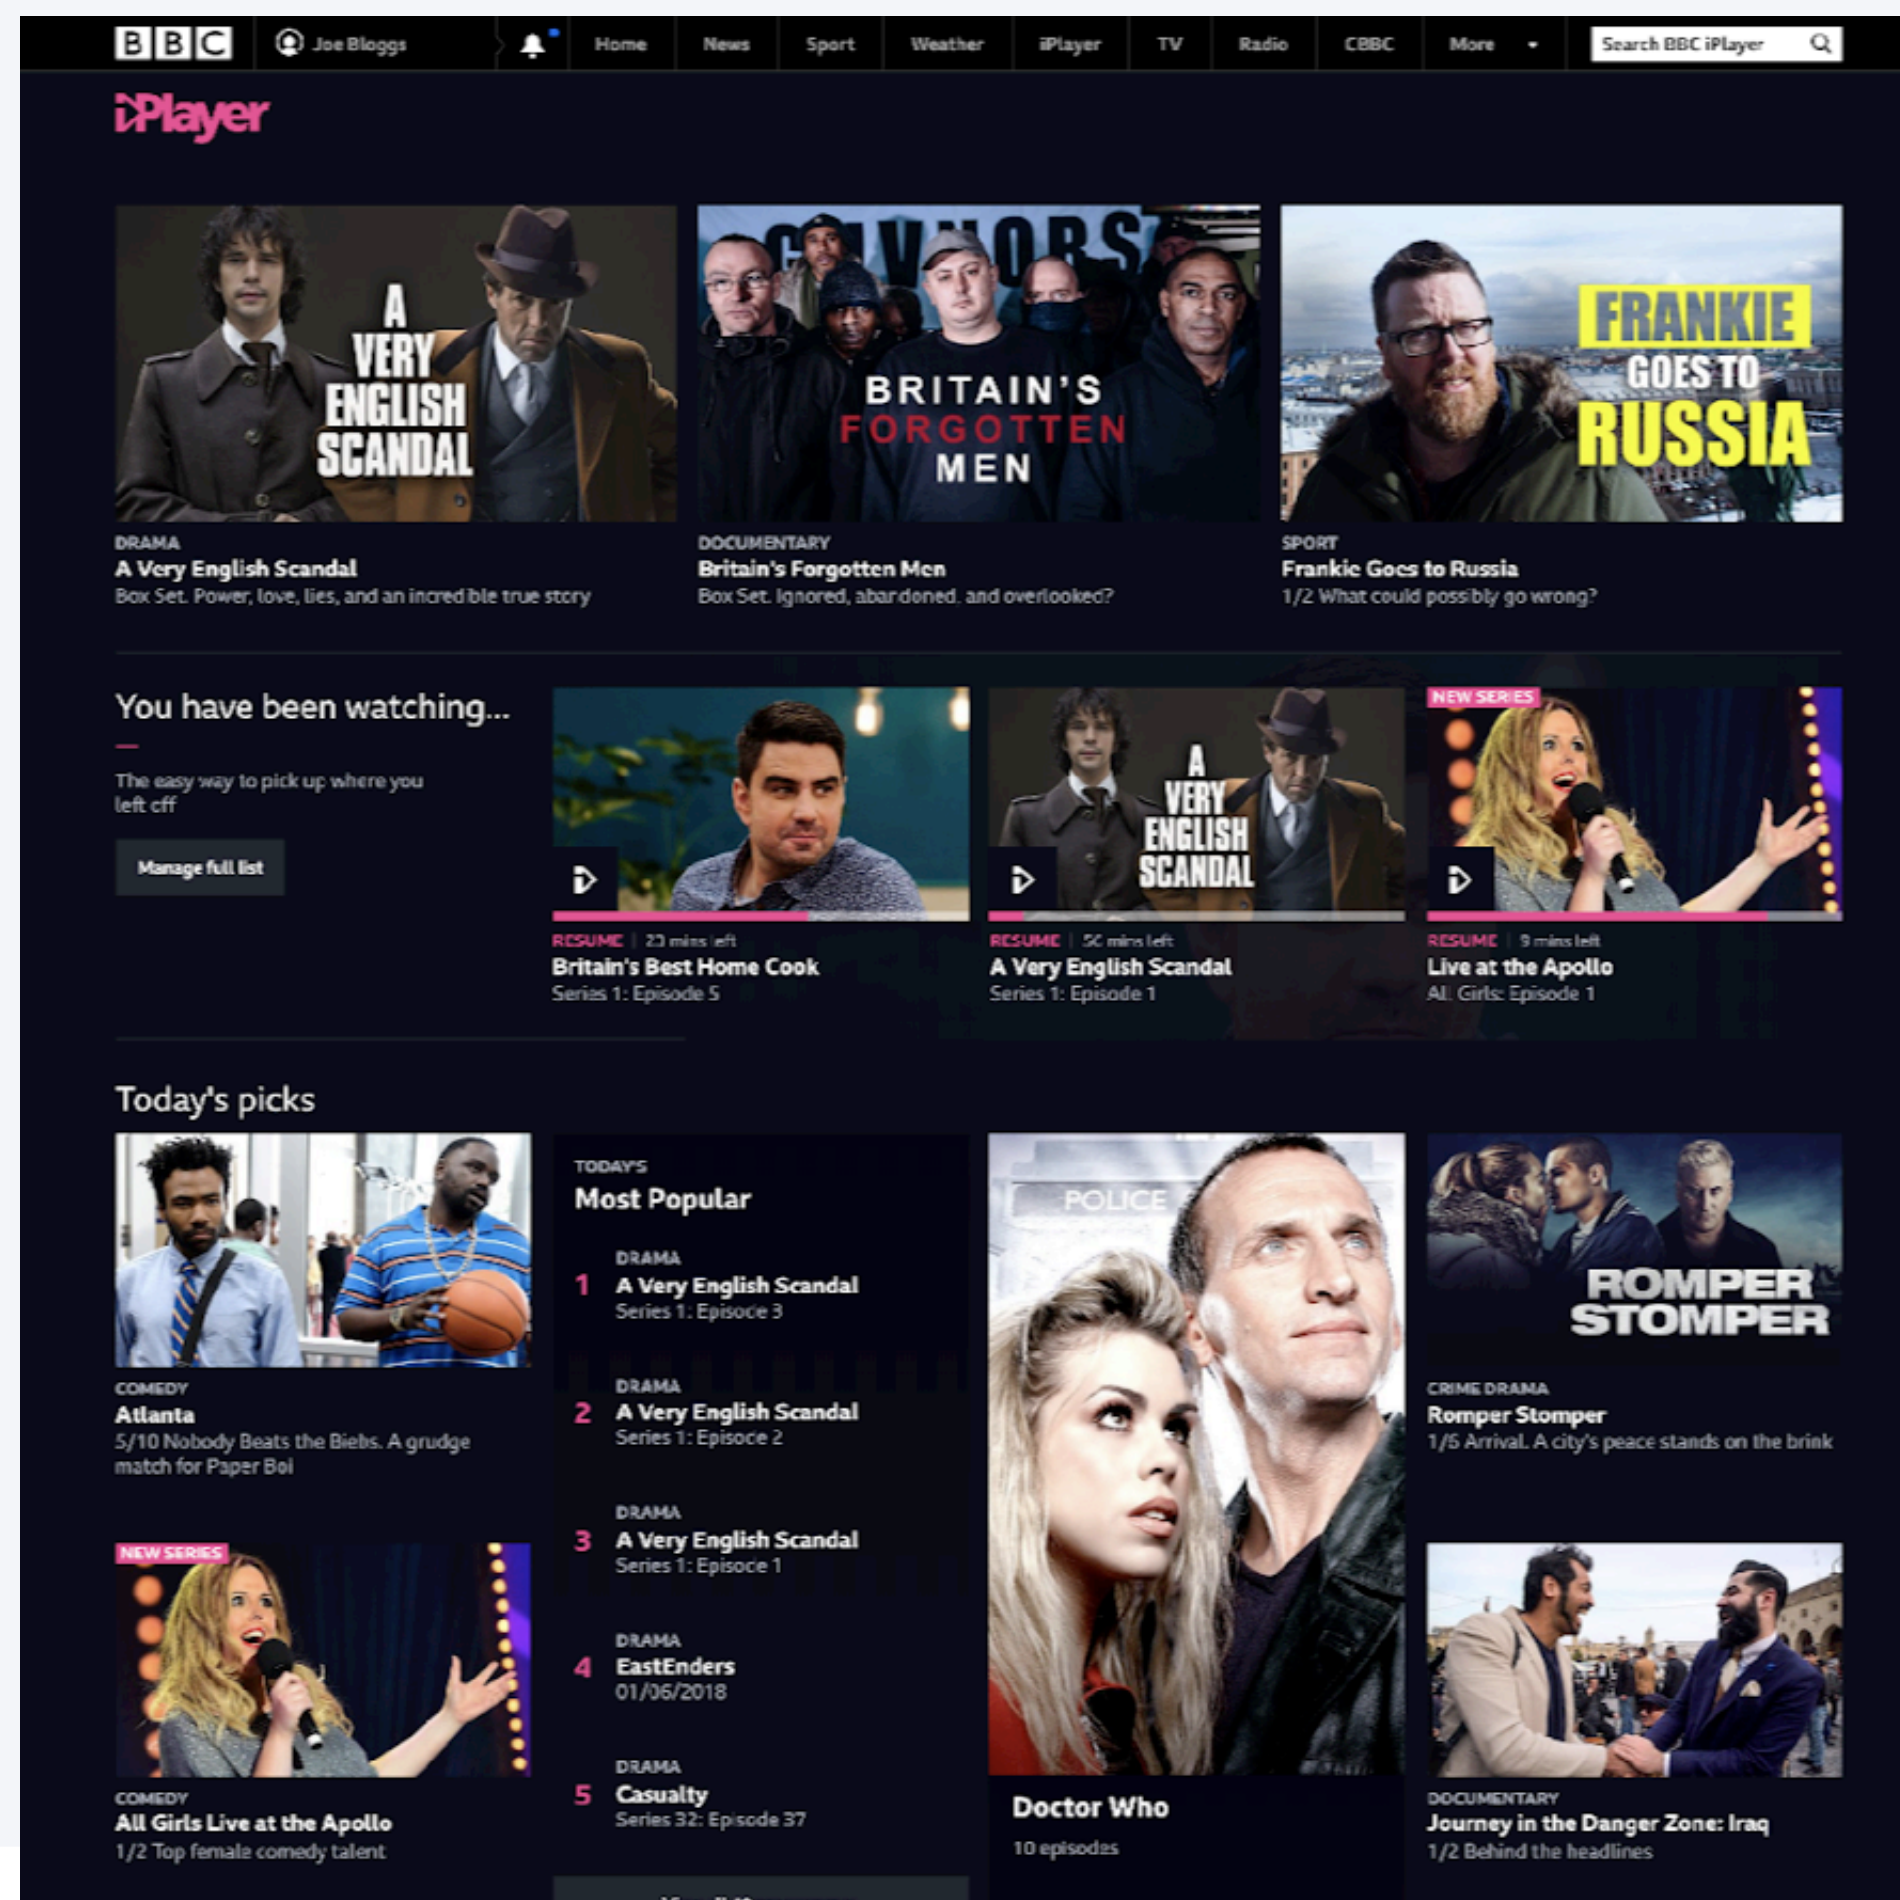 BBC
Joe Bloggs
Home
News
Sport
Weather
iPlayer
TV
Radio
CBBC
More
Search BBC iPlayer
iPlayer
A
VERY
ENGLISH
SCANDAL
DRAMA
A Very English Scandal
Box Set. Power, love, lies, and an incredible true story
BRITAIN'S
FORGOTTEN
MEN
DOCUMENTARY
Britain's Forgotten Men
Box Set. Ignored, abandoned, and overlooked?
FRANKIE
GOES TO
RUSSIA
SPORT
Frankie Goes to Russia
1/2 What could possibly go wrong?
You have been watching...
The easy way to pick up where you
left off
Manage full list
RESUME | 23 mins left
Britain's Best Home Cook
Series 1: Episode 5
A
VERY
ENGLISH
SCANDAL
RESUME | mins left
A Very English Scandal
Series 1: Episode 1
NEW SERIES
RESUME | 9 mins left
Live at the Apollo
All Girls: Episode 1
Today's picks
COMEDY
Atlanta
5/10 Nobody Beats the Biebs. A grudge
match for Paper Boi
NEW SERIES
COMEDY
All Girls Live at the Apollo
1/2 Top female comedy talent
TODAY'S
Most Popular
DRAMA
1 A Very English Scandal
Series 1: Episode 3
DRAMA
2 A Very English Scandal
Series 1: Episode 2
DRAMA
3 A Very English Scandal
Series 1: Episode 1
DRAMA
4 EastEnders
01/06/2018
DRAMA
5 Casualty
Series 32: Episode 37
POLICE
Doctor Who
10 episodes
ROMPER
STOMPER
CRIME DRAMA
Romper Stomper
1/6 Arrival. A city's peace stands on the brink
DOCUMENTARY
Journey in the Danger Zone: Iraq
1/2 Behind the headlines